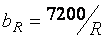 b_R = 7200/R